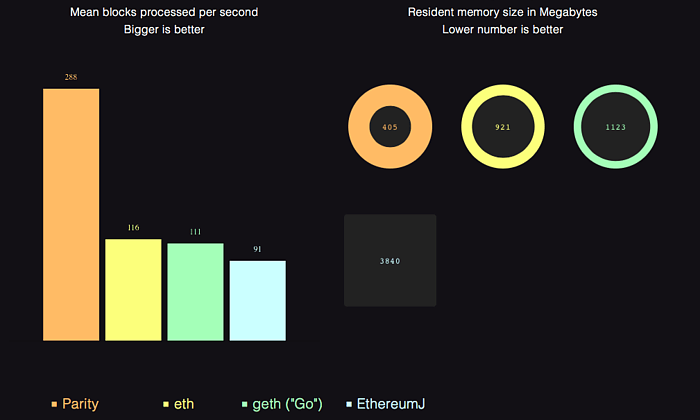 Mean blocks processed per second
Bigger is better
Resident memory size in Megabytes
Lower number is better
288
116
111
91
405
921
1123
3840
Parity
eth
geth ("Go")
EthereumJ